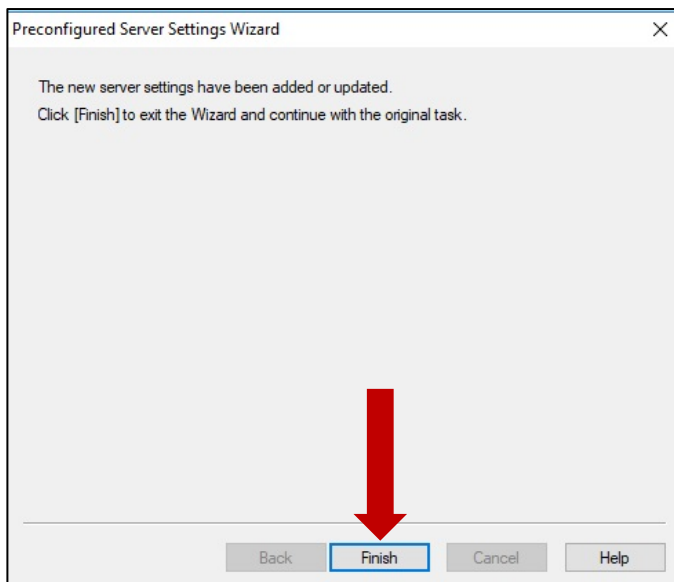 Preconfigured Server Settings Wizard
The new server settings have been added or updated.
Click [Finish] to exit the Wizard and continue with the original task.
Back Finish Cancel Help